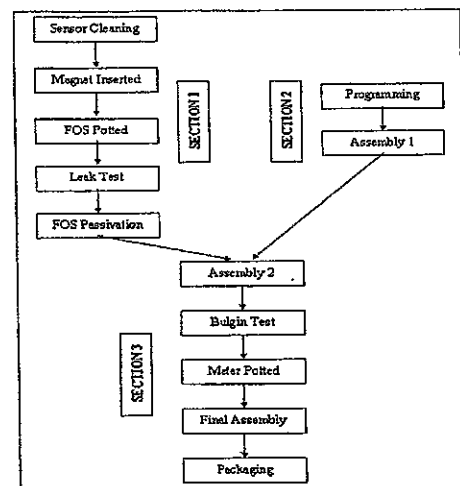 Sensor Cleaning
Magnet Inserted
FOS Potted
Leak Test
FOS Passivation
SECTION 1
SECTION 2
Programming
Assembly 1
Assembly 2
Bulgin Test
Meter Potted
Final Assembly
Packaging
SECTION 3